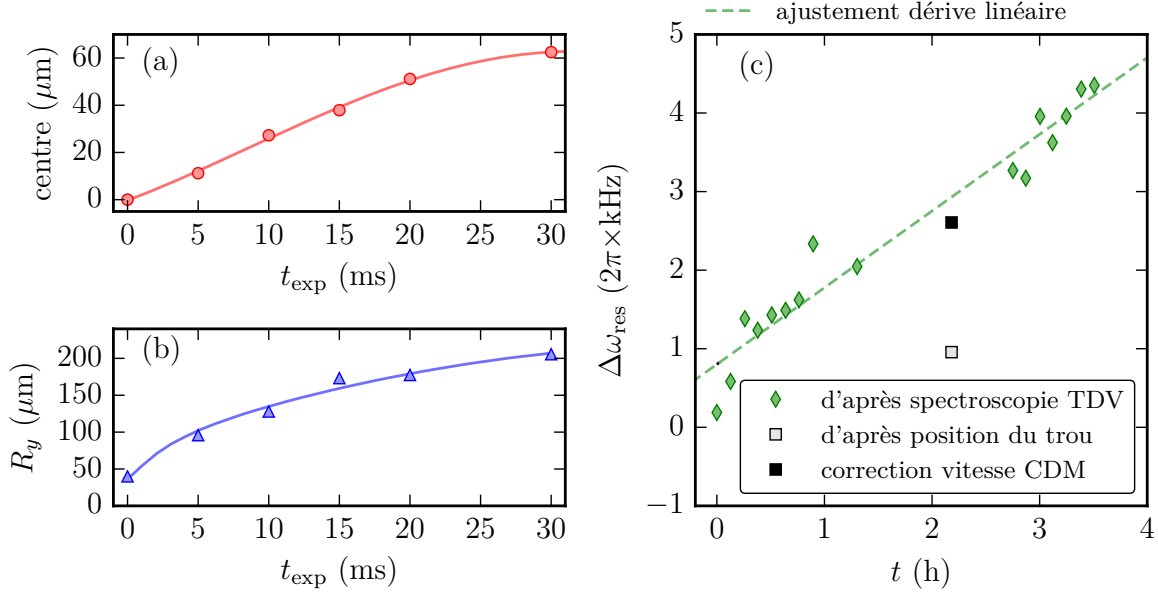 ajustement dérive linéaire
(a)
centre (μm)
60
40
20
0
0 5 10 15 20 25 30
t_exp (ms)
(b)
R_y (μm)
200
150
100
50
0
0 5 10 15 20 25 30
t_exp (ms)
(c)
Δω_res (2π×kHz)
5
4
3
2
1
0
−1
d'après spectroscopie TDV
d'après position du trou
correction vitesse CDM
0 1 2 3 4
t (h)